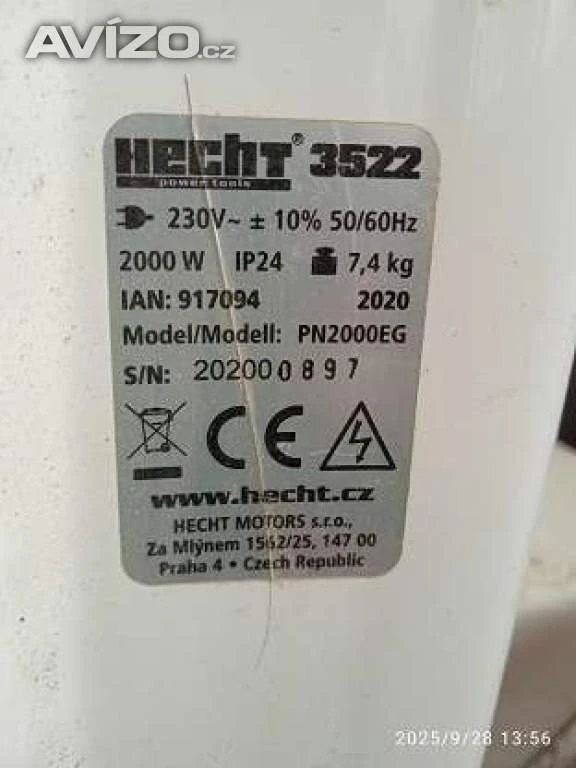 AVÍZO.cz
HECHT® 3522
power tools
230V~ ± 10% 50/60Hz
2000 W IP24 7,4 kg
IAN: 917094 2020
Model/Modell: PN2000EG
S/N: 202000897
CE
www.hecht.cz
HECHT MOTORS s.r.o.,
Za Mlýnem 1562/25, 147 00
Praha 4 • Czech Republic
2025/9/28 13:56